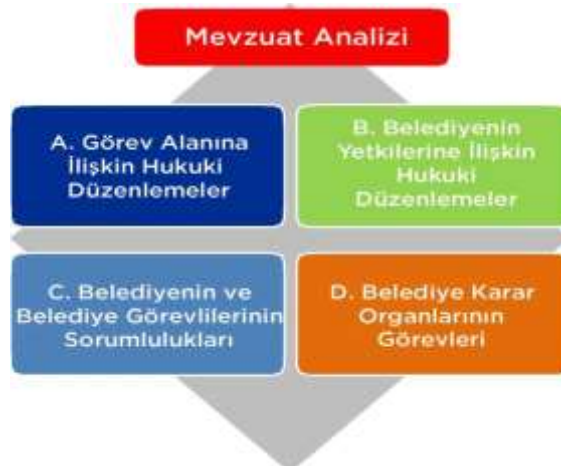 Mevzuat Analizi
A. Görev Alanına
İlişkin Hukuki
Düzenlemeler
B. Belediyenin
Yetkilerine İlişkin
Hukuki
Düzenlemeler
C. Belediyenin ve
Belediye Görevlilerinin
Sorumlulukları
D. Belediye Karar
Organlarının
Görevleri